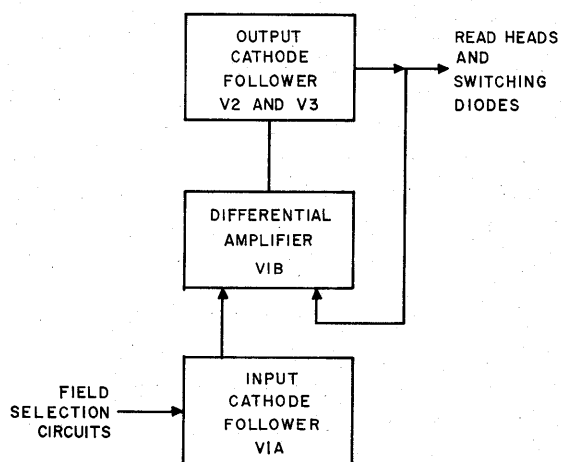 OUTPUT
CATHODE
FOLLOWER
V2 AND V3
READ HEADS
AND
SWITCHING
DIODES
DIFFERENTIAL
AMPLIFIER
V1B
FIELD
SELECTION
CIRCUITS
INPUT
CATHODE
FOLLOWER
V1A